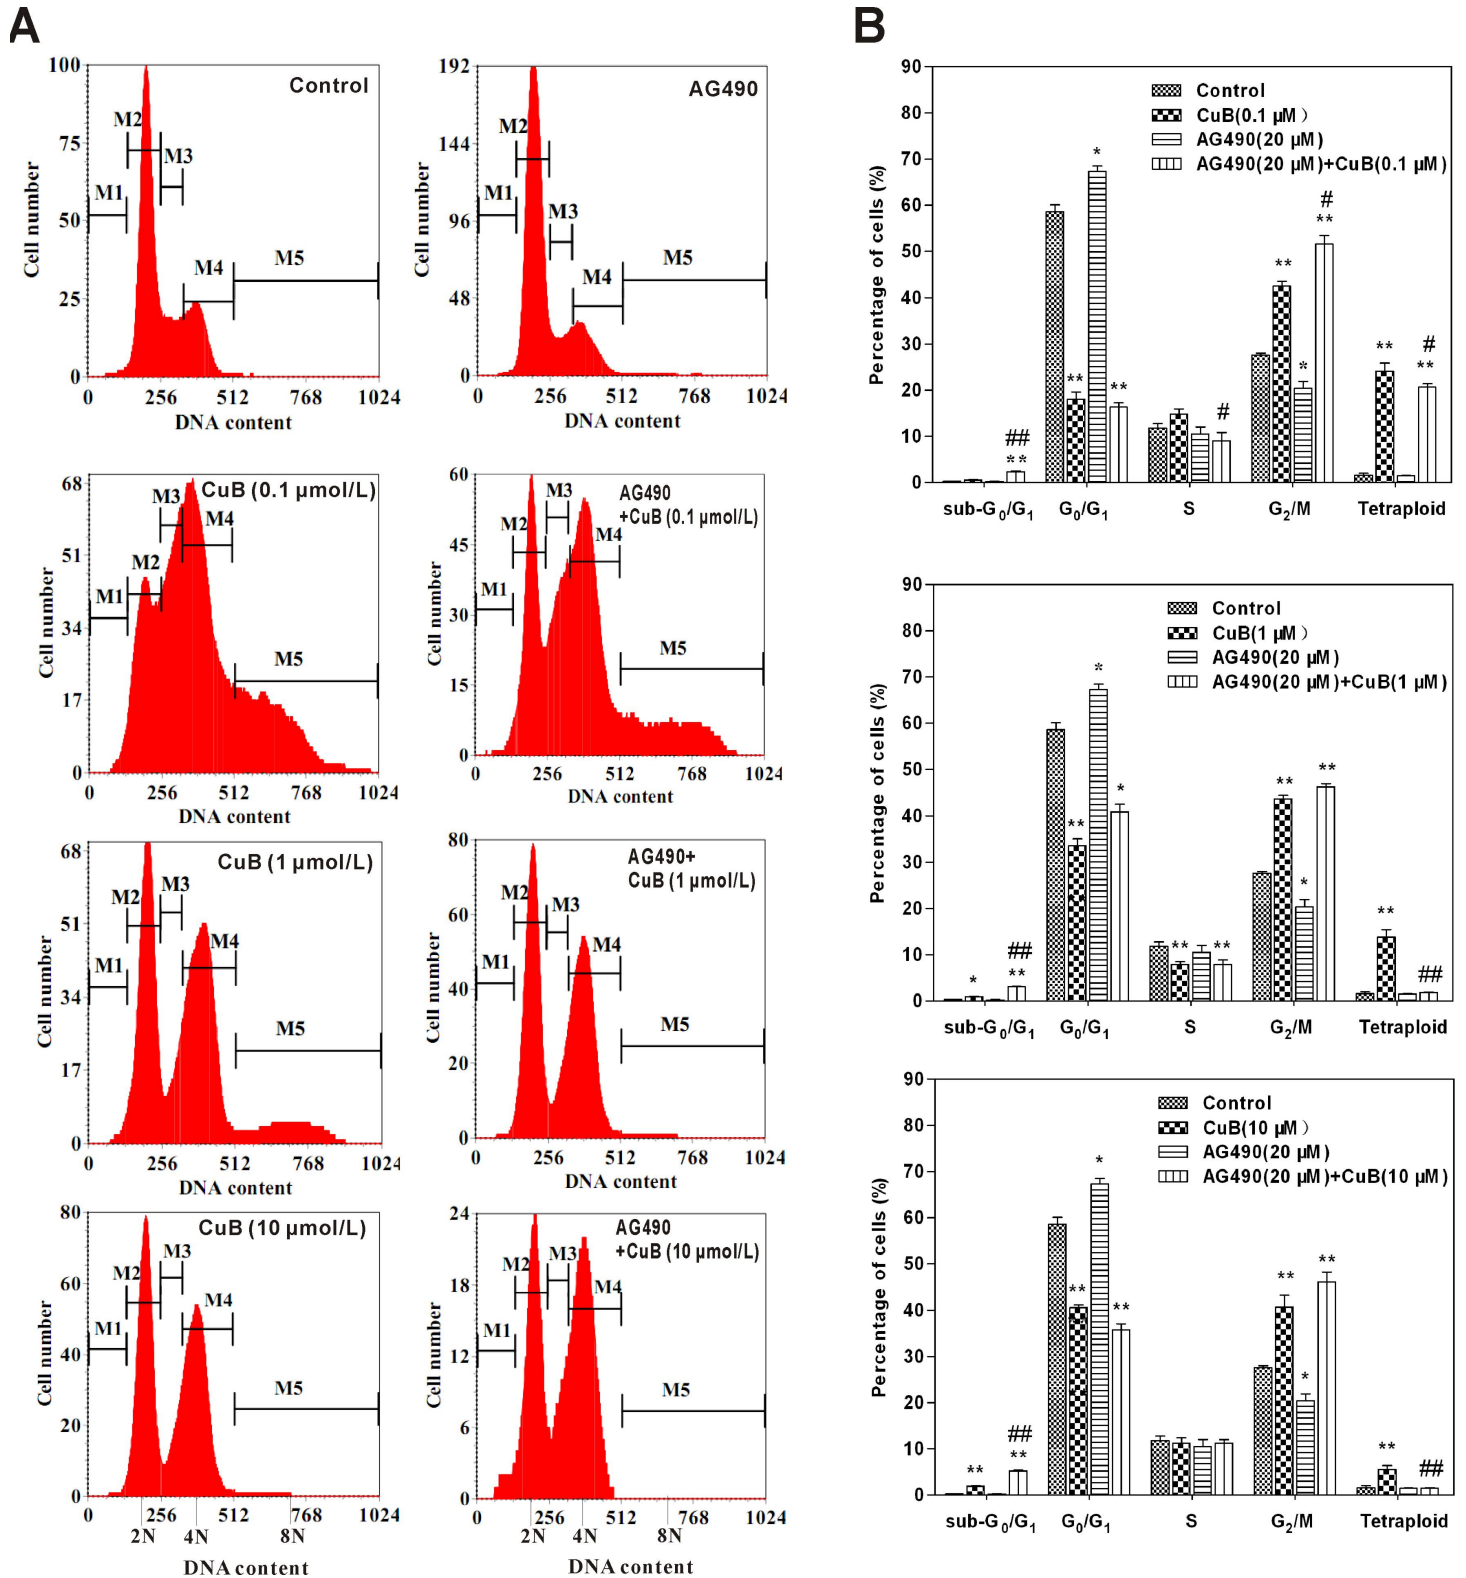 A
Control
100
75
50
25
0
M1
M2
M3
M4
M5
Cell number
0 256 512 768 1024
DNA content
AG490
192
144
96
48
0
M1
M2
M3
M4
M5
Cell number
0 256 512 768 1024
DNA content
CuB (0.1 µmol/L)
68
51
34
17
0
M1
M2
M3
M4
M5
Cell number
0 256 512 768 1024
DNA content
AG490
+CuB (0.1 µmol/L)
60
45
30
15
0
M1
M2
M3
M4
M5
Cell number
0 256 512 768 1024
DNA content
CuB (1 µmol/L)
68
51
34
17
0
M1
M2
M3
M4
M5
Cell number
0 256 512 768 1024
DNA content
AG490+
CuB (1 µmol/L)
80
60
40
20
0
M1
M2
M3
M4
M5
Cell number
0 256 512 768 1024
DNA content
CuB (10 µmol/L)
80
60
40
20
0
M1
M2
M3
M4
M5
Cell number
0 256 512 768 1024
2N 4N 8N
DNA content
AG490
+CuB (10 µmol/L)
24
18
12
6
0
M1
M2
M3
M4
M5
Cell number
0 256 512 768 1024
2N 4N 8N
DNA content
B
90
80
70
60
50
40
30
20
10
0
Percentage of cells (%)
Control
CuB(0.1 µM）
AG490(20 µM)
AG490(20 µM)+CuB(0.1 µM)
##
**
**
*
**
#
**
*
#
**
**
#
**
sub-G0/G1 G0/G1 S G2/M Tetraploid
90
80
70
60
50
40
30
20
10
0
Percentage of cells (%)
Control
CuB(1 µM）
AG490(20 µM)
AG490(20 µM)+CuB(1 µM)
*
##
**
**
*
*
**
**
**
*
**
**
##
sub-G0/G1 G0/G1 S G2/M Tetraploid
90
80
70
60
50
40
30
20
10
0
Percentage of cells (%)
Control
CuB(10 µM）
AG490(20 µM)
AG490(20 µM)+CuB(10 µM)
**
##
**
**
*
**
**
*
**
**
##
sub-G0/G1 G0/G1 S G2/M Tetraploid